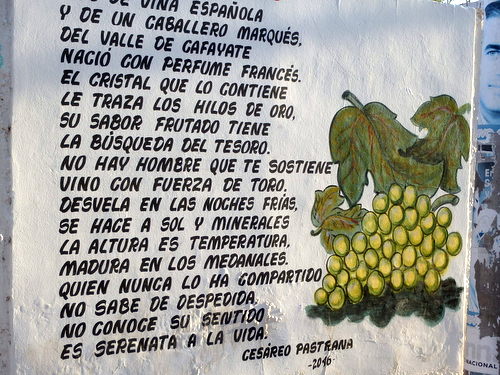 DE VIÑA ESPAÑOLA
Y DE UN CABALLERO MARQUÉS,
DEL VALLE DE CAFAYATE
NACIÓ CON PERFUME FRANCÉS.
EL CRISTAL QUE LO CONTIENE
LE TRAZA LOS HILOS DE ORO,
SU SABOR FRUTADO TIENE
LA BÚSQUEDA DEL TESORO.
NO HAY HOMBRE QUE TE SOSTIENE
VINO CON FUERZA DE TORO.
DESVELA EN LAS NOCHES FRÍAS,
SE HACE A SOL Y MINERALES
LA ALTURA ES TEMPERATURA,
MADURA EN LOS MEDANALES.
QUIEN NUNCA LO HA COMPARTIDO
NO SABE DE DESPEDIDA.
NO CONOCE SU SENTIDO
ES SERENATA A LA VIDA.
CESÁREO PASTRANA
-2016-